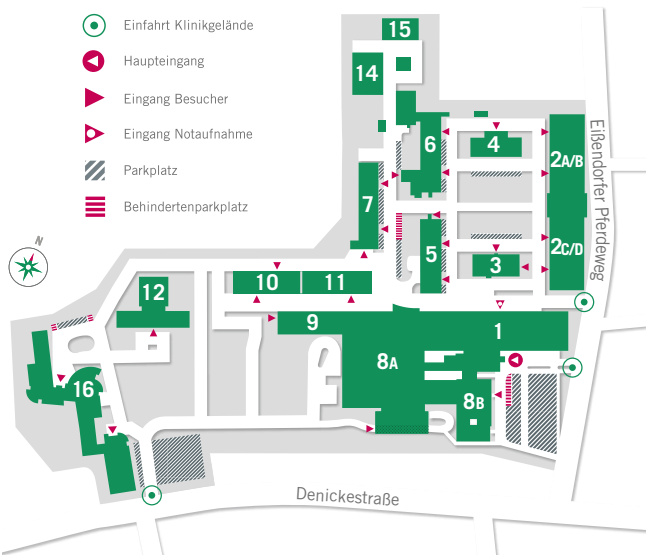 Einfahrt Klinikgelände
Haupteingang
Eingang Besucher
Eingang Notaufnahme
Parkplatz
Behindertenparkplatz
N
15
14
6
4
2A/B
Eißendorfer Pferdeweg
7
5
3
2C/D
10
11
12
9
1
8A
8B
16
Denickestraße